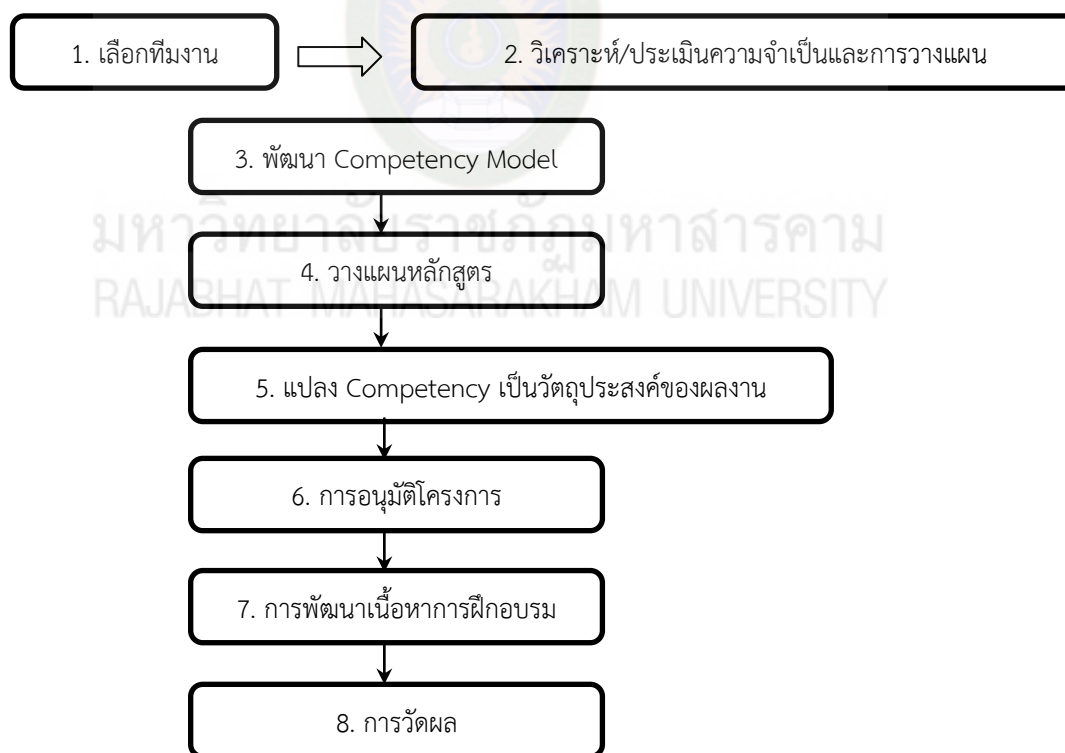 1. เลือกทีมงาน
2. วิเคราะห์/ประเมินความจำเป็นและการวางแผน
3. พัฒนา Competency Model
มหาวิทยาลัยราชภัฏมหาสารคาม
4. วางแผนหลักสูตร
RAJABHAT MAHASARAKHAM UNIVERSITY
5. แปลง Competency เป็นวัตถุประสงค์ของผลงาน
6. การอนุมัติโครงการ
7. การพัฒนาเนื้อหาการฝึกอบรม
8. การวัดผล